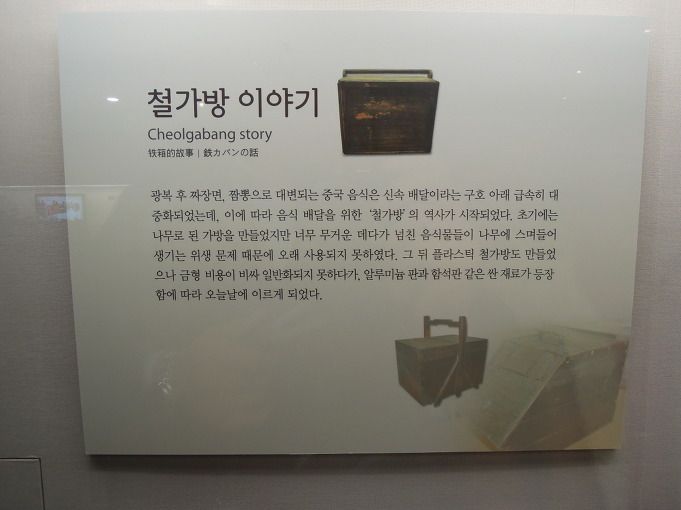 철가방 이야기
Cheolgabang story
铁箱的故事 | 鉄カバンの話
광복 후 짜장면, 짬뽕으로 대변되는 중국 음식은 신속 배달이라는 구호 아래 급속히 대
중화되었는데, 이에 따라 음식 배달을 위한 '철가방'의 역사가 시작되었다. 초기에는
나무로 된 가방을 만들었지만 너무 무거운 데다가 넘친 음식물들이 나무에 스며들어
생기는 위생 문제 때문에 오래 사용되지 못하였다. 그 뒤 플라스틱 철가방도 만들었
으나 금형 비용이 비싸 일반화되지 못하다가, 알루미늄 판과 함석판 같은 싼 재료가 등장
함에 따라 오늘날에 이르게 되었다.